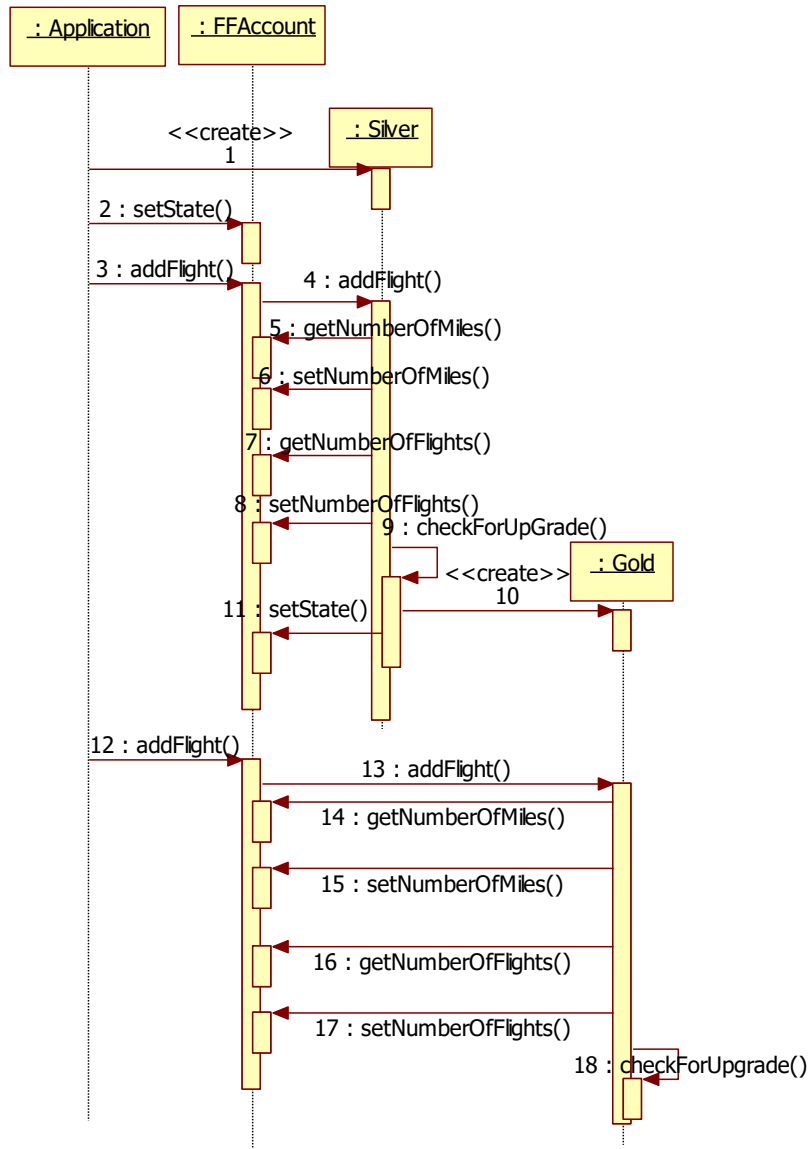 : Application
: FFAccount
<<create>>
1
: Silver
2 : setState()
3 : addFlight()
4 : addFlight()
5 : getNumberOfMiles()
6 : setNumberOfMiles()
7 : getNumberOfFlights()
8 : setNumberOfFlights()
9 : checkForUpGrade()
<<create>>
10
: Gold
11 : setState()
12 : addFlight()
13 : addFlight()
14 : getNumberOfMiles()
15 : setNumberOfMiles()
16 : getNumberOfFlights()
17 : setNumberOfFlights()
18 : checkForUpgrade()